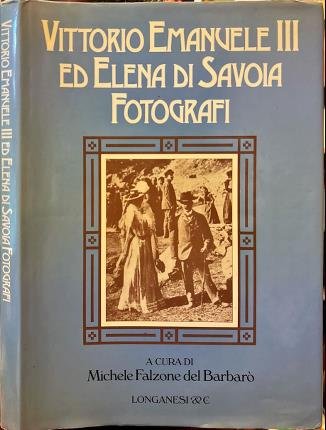 VITTORIO EMANUELE III ED ELENA DI SAVOIA FOTOGRAFI
VITTORIO EMANUELE III
ED ELENA DI SAVOIA
FOTOGRAFI
A CURA DI
Michele Falzone del Barbarò
LONGANESI & C